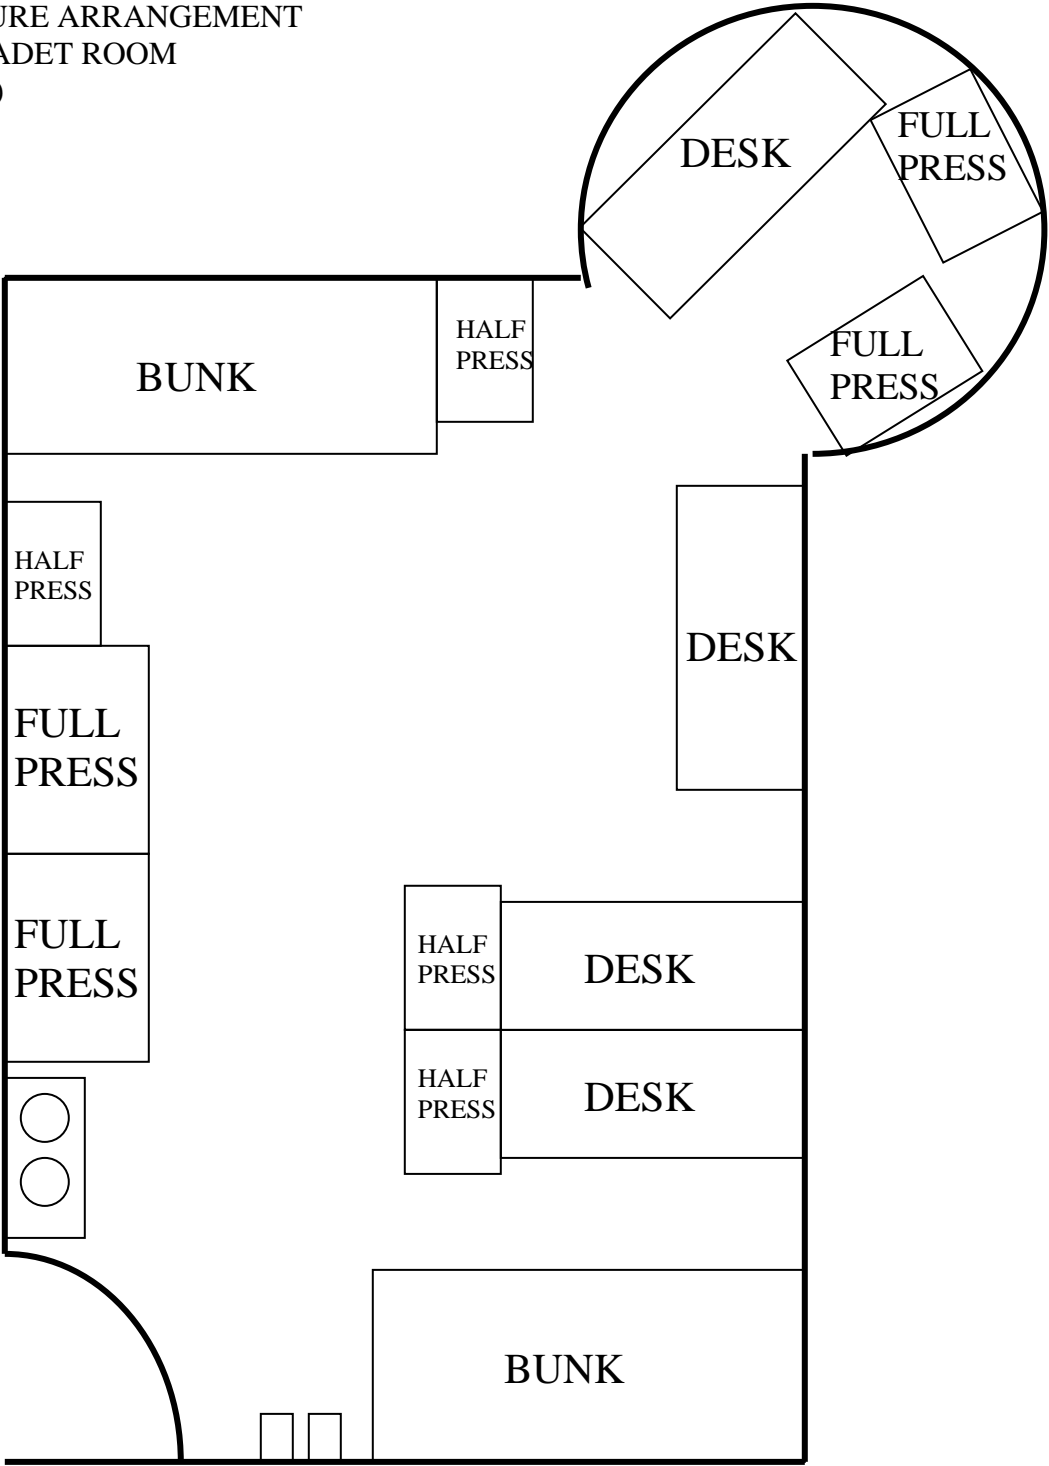 URE ARRANGEMENT
ADET ROOM
)
DESK
FULL
PRESS
FULL
PRESS
HALF
PRESS
BUNK
HALF
PRESS
DESK
FULL
PRESS
HALF
PRESS
DESK
FULL
PRESS
HALF
PRESS
DESK
BUNK